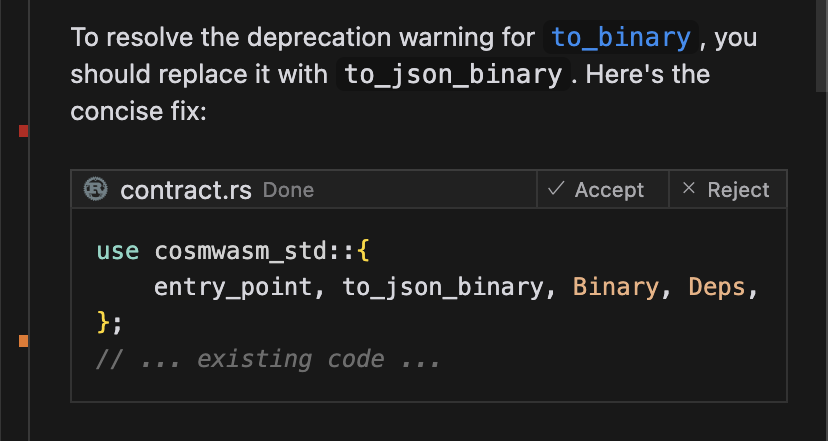 To resolve the deprecation warning for to_binary, you
should replace it with to_json_binary. Here's the
concise fix:
contract.rs Done Accept Reject
use cosmwasm_std::{
    entry_point, to_json_binary, Binary, Deps,
};
// ... existing code ...